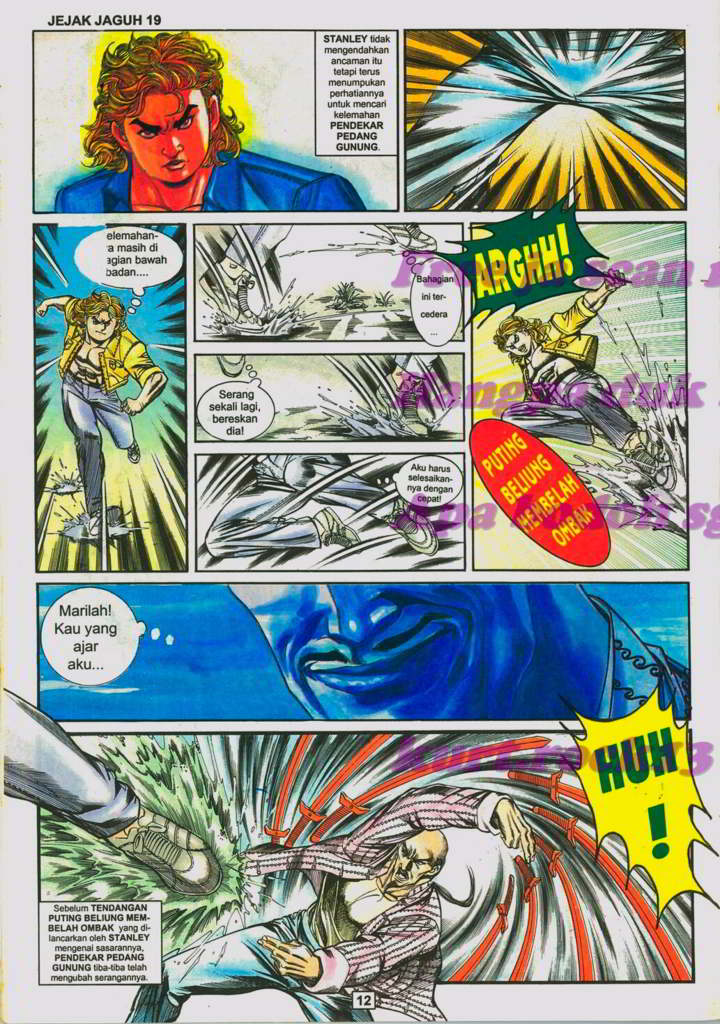 JEJAK JAGUH 19
STANLEY tidak
mengendahkan
ancaman itu
tetapi terus
menumpukan
perhatiannya
untuk mencari
kelemahan
PENDEKAR
PEDANG
GUNUNG.
elemahan-
a masih di
agian bawah
badan....
Bahagian
ini ter-
cedera
...
ARGHH!
Serang
sekali lagi,
bereskan
dia!
Aku harus
selesaikan-
nya dengan
cepat!
PUTING
BELIUNG
MEMBELAH
OMBAK
Marilah!
Kau yang
ajar
aku...
HUH
!
Sebelum TENDANGAN
PUTING BELIUNG MEM-
BELAH OMBAK yang di-
lancarkan oleh STANLEY
mengenai sasarannya,
PENDEKAR PEDANG
GUNUNG tiba-tiba telah
mengubah serangannya.
12